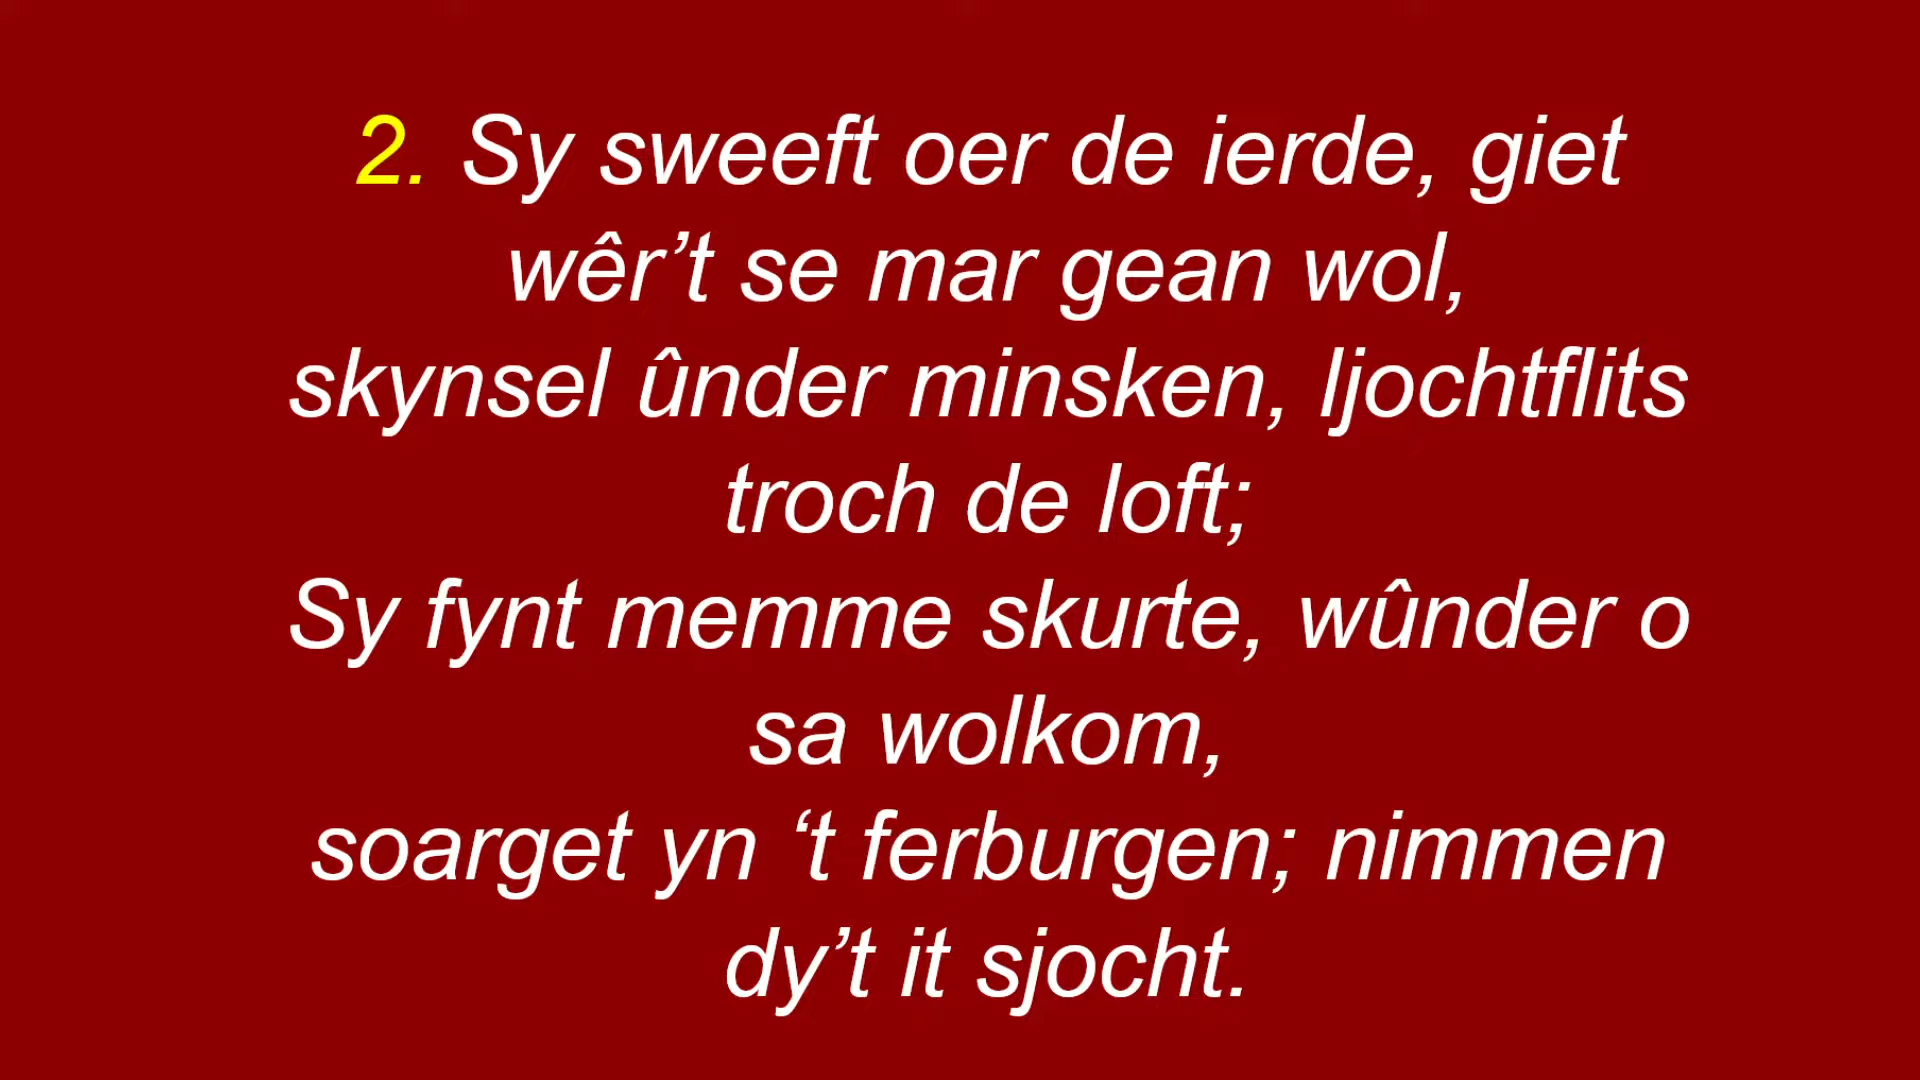 2. Sy sweeft oer de ierde, giet
wêr’t se mar gean wol,
skynsel ûnder minsken, ljochtflits
troch de loft;
Sy fynt memme skurte, wûnder o
sa wolkom,
soarget yn ‘t ferburgen; nimmen
dy’t it sjocht.